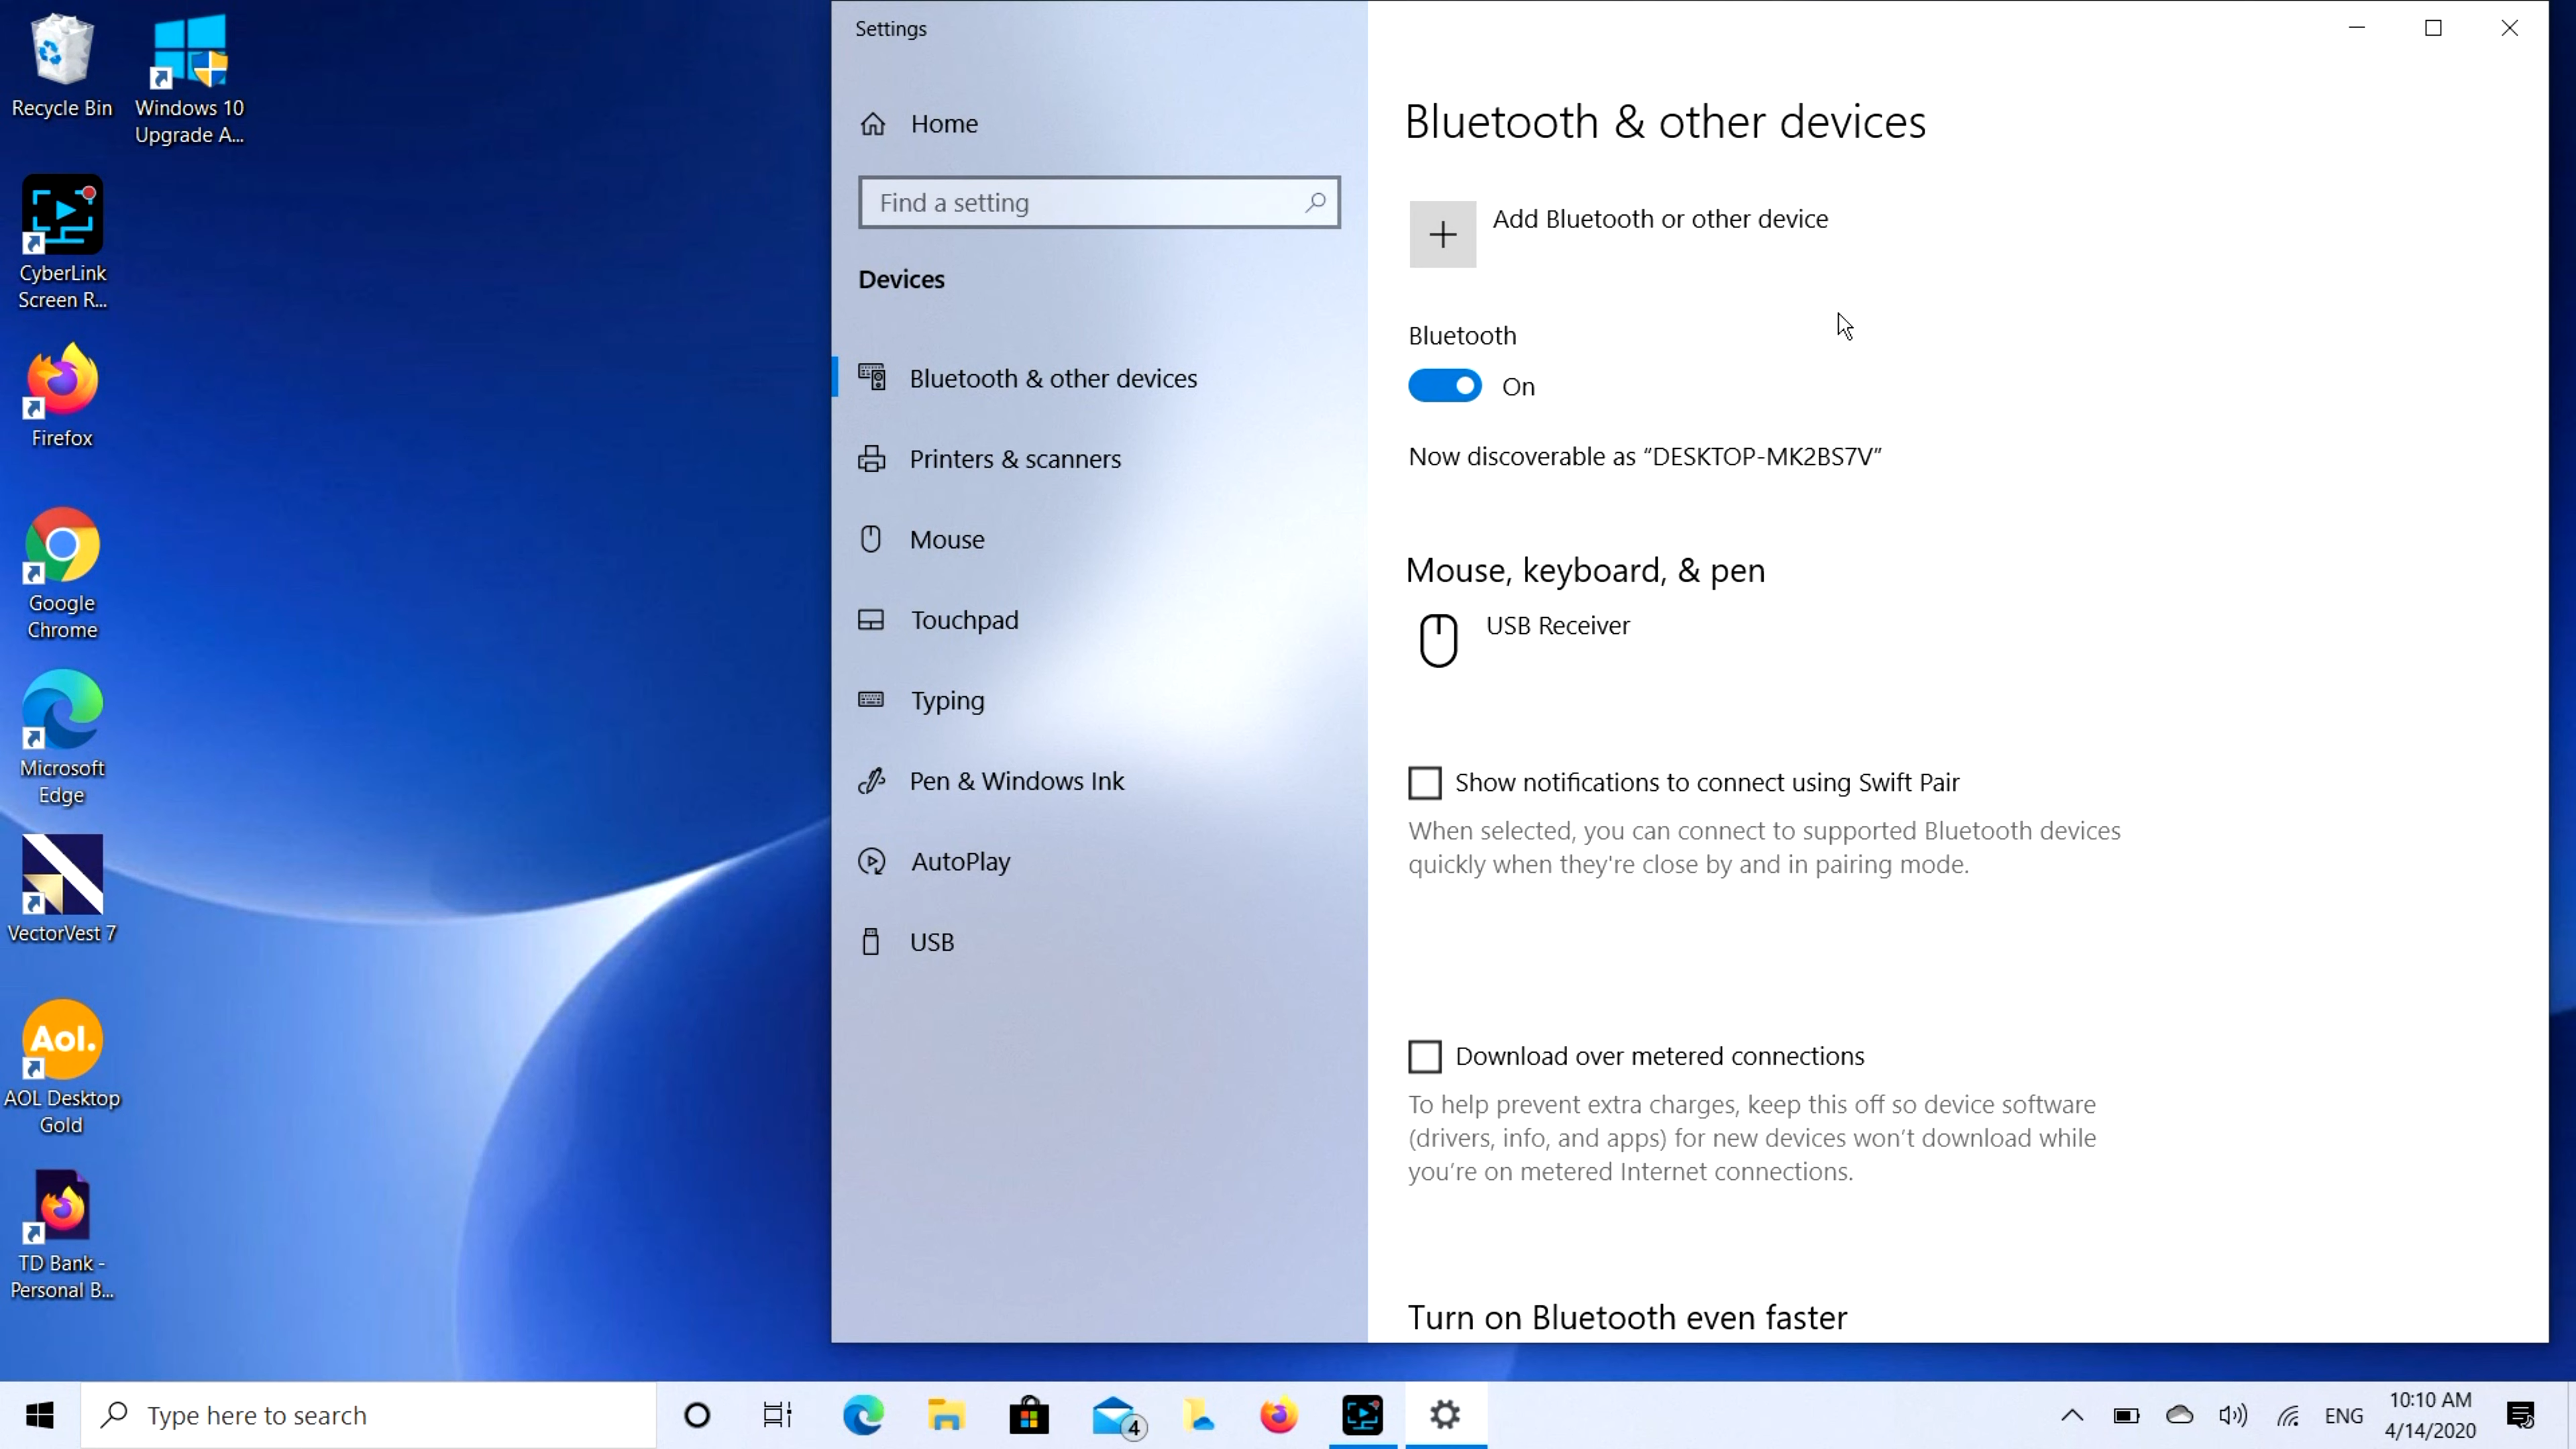 Recycle Bin
Windows 10
Upgrade A...
CyberLink
Screen R...
Firefox
Google
Chrome
Microsoft
Edge
VectorVest 7
Aol.
AOL Desktop
Gold
TD Bank -
Personal B...
Settings
Home
Find a setting
Devices
Bluetooth & other devices
Printers & scanners
Mouse
Touchpad
Typing
Pen & Windows Ink
AutoPlay
USB
Bluetooth & other devices
Add Bluetooth or other device
Bluetooth
On
Now discoverable as “DESKTOP-MK2BS7V”
Mouse, keyboard, & pen
USB Receiver
Show notifications to connect using Swift Pair
When selected, you can connect to supported Bluetooth devices
quickly when they're close by and in pairing mode.
Download over metered connections
To help prevent extra charges, keep this off so device software
(drivers, info, and apps) for new devices won’t download while
you’re on metered Internet connections.
Turn on Bluetooth even faster
Type here to search
4
ENG
10:10 AM
4/14/2020